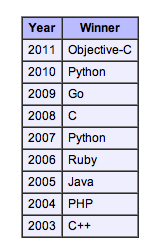 Year Winner
2011 Objective-C
2010 Python
2009 Go
2008 C
2007 Python
2006 Ruby
2005 Java
2004 PHP
2003 C++